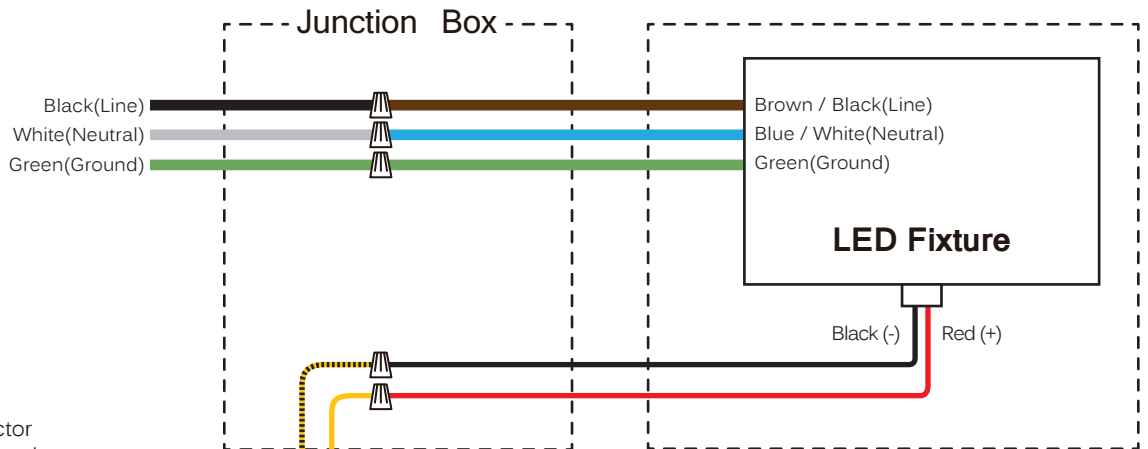 Junction Box
Black(Line)
White(Neutral)
Green(Ground)
Brown / Black(Line)
Blue / White(Neutral)
Green(Ground)
LED Fixture
Black (-)
Red (+)
ctor